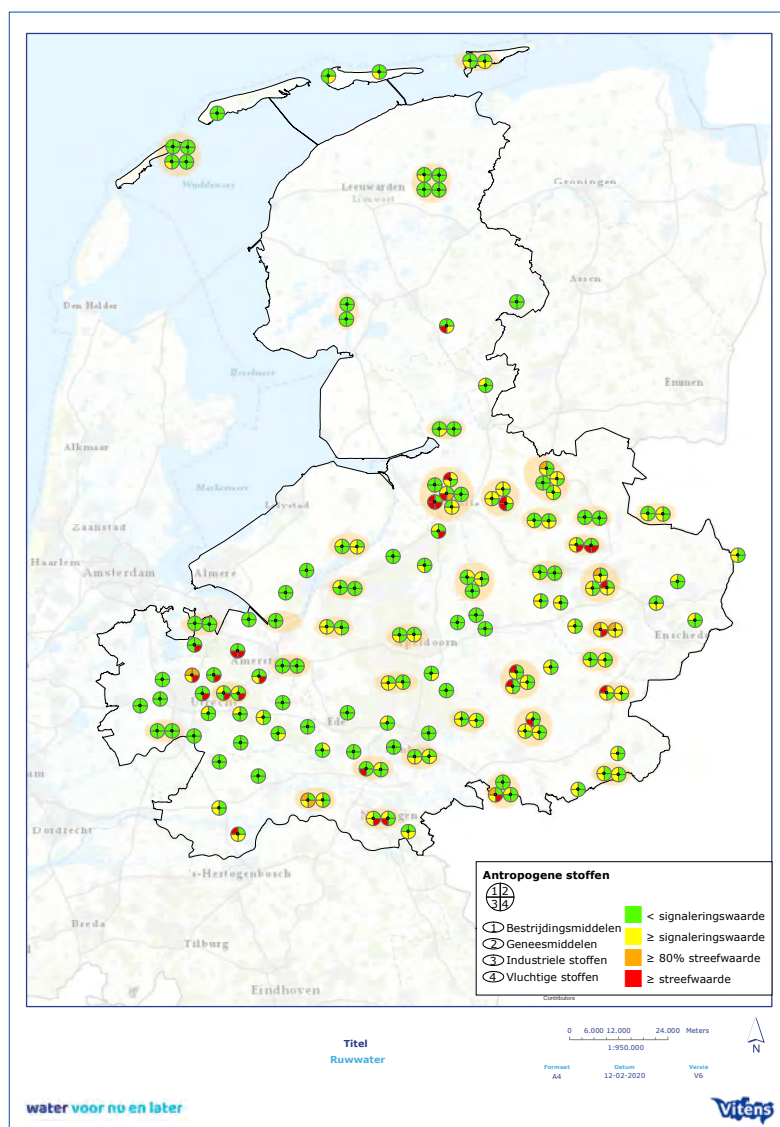 Groningen
Leeuwarden
Assen
Den Helder
Emmen
Alkmaar
Lelystad
Zaanstad
Haarlem
Amsterdam
Almere
Enschede
Amersf
Utrecht
Ede
Dordrecht
's-Hertogenbosch
Breda
Tilburg
Eindhoven
Antropogene stoffen
1 2
3 4
1 Bestrijdingsmiddelen
2 Geneesmiddelen
3 Industriele stoffen
4 Vluchtige stoffen
< signaleringswaarde
≥ signaleringswaarde
≥ 80% streefwaarde
≥ streefwaarde
Contributors
Titel
Ruwwater
0 6.000 12.000 24.000 Meters
1:950.000
N
Formaat Datum Versie
A4 12-02-2020 V6
water voor nu en later
Vitens